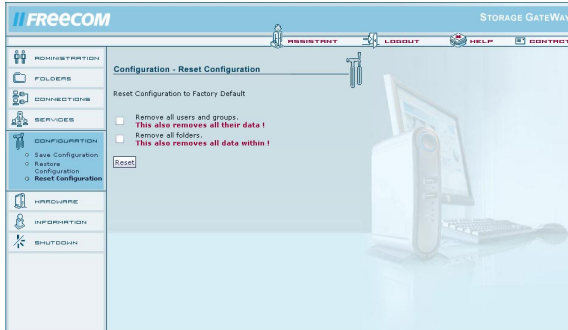 FREECOM
STORAGE GATEWAY
ASSISTANT
LOGOUT
HELP
CONTACT
ADMINISTRATION
FOLDERS
CONNECTIONS
SERVICES
CONFIGURATION
Save Configuration
Restore
Configuration
Reset Configuration
HARDWARE
INFORMATION
SHUTDOWN
Configuration - Reset Configuration
Reset Configuration to Factory Default
Remove all users and groups.
This also removes all their data !
Remove all folders.
This also removes all data within !
Reset